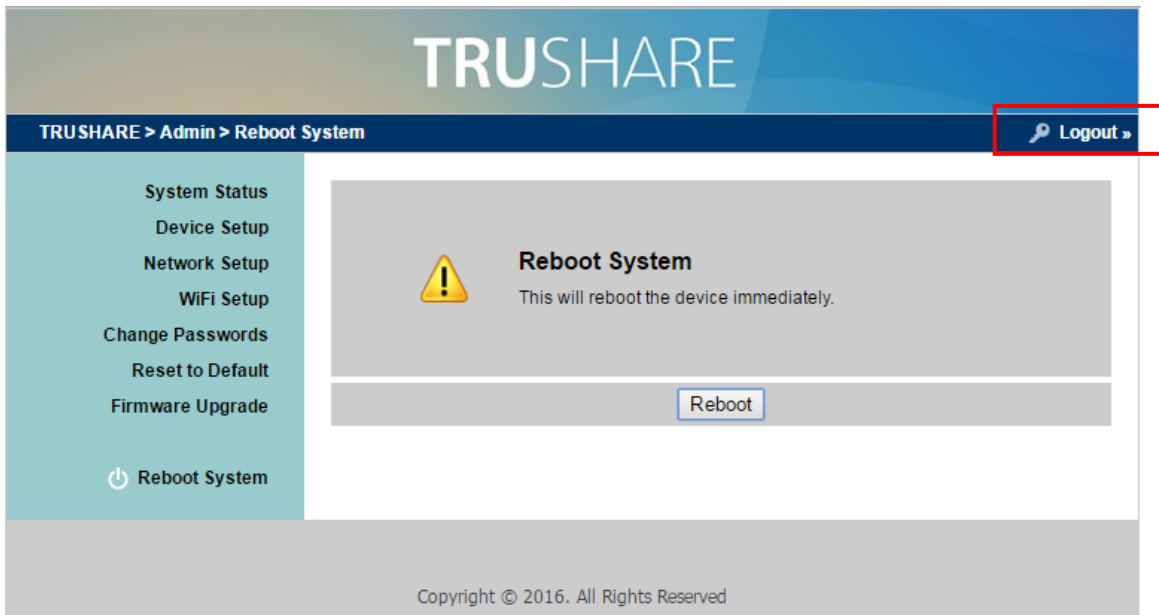 TRUSHARE
TRUSHARE > Admin > Reboot System
Logout »
System Status
Device Setup
Network Setup
WiFi Setup
Change Passwords
Reset to Default
Firmware Upgrade
Reboot System
Reboot System
This will reboot the device immediately.
Reboot
Copyright © 2016. All Rights Reserved